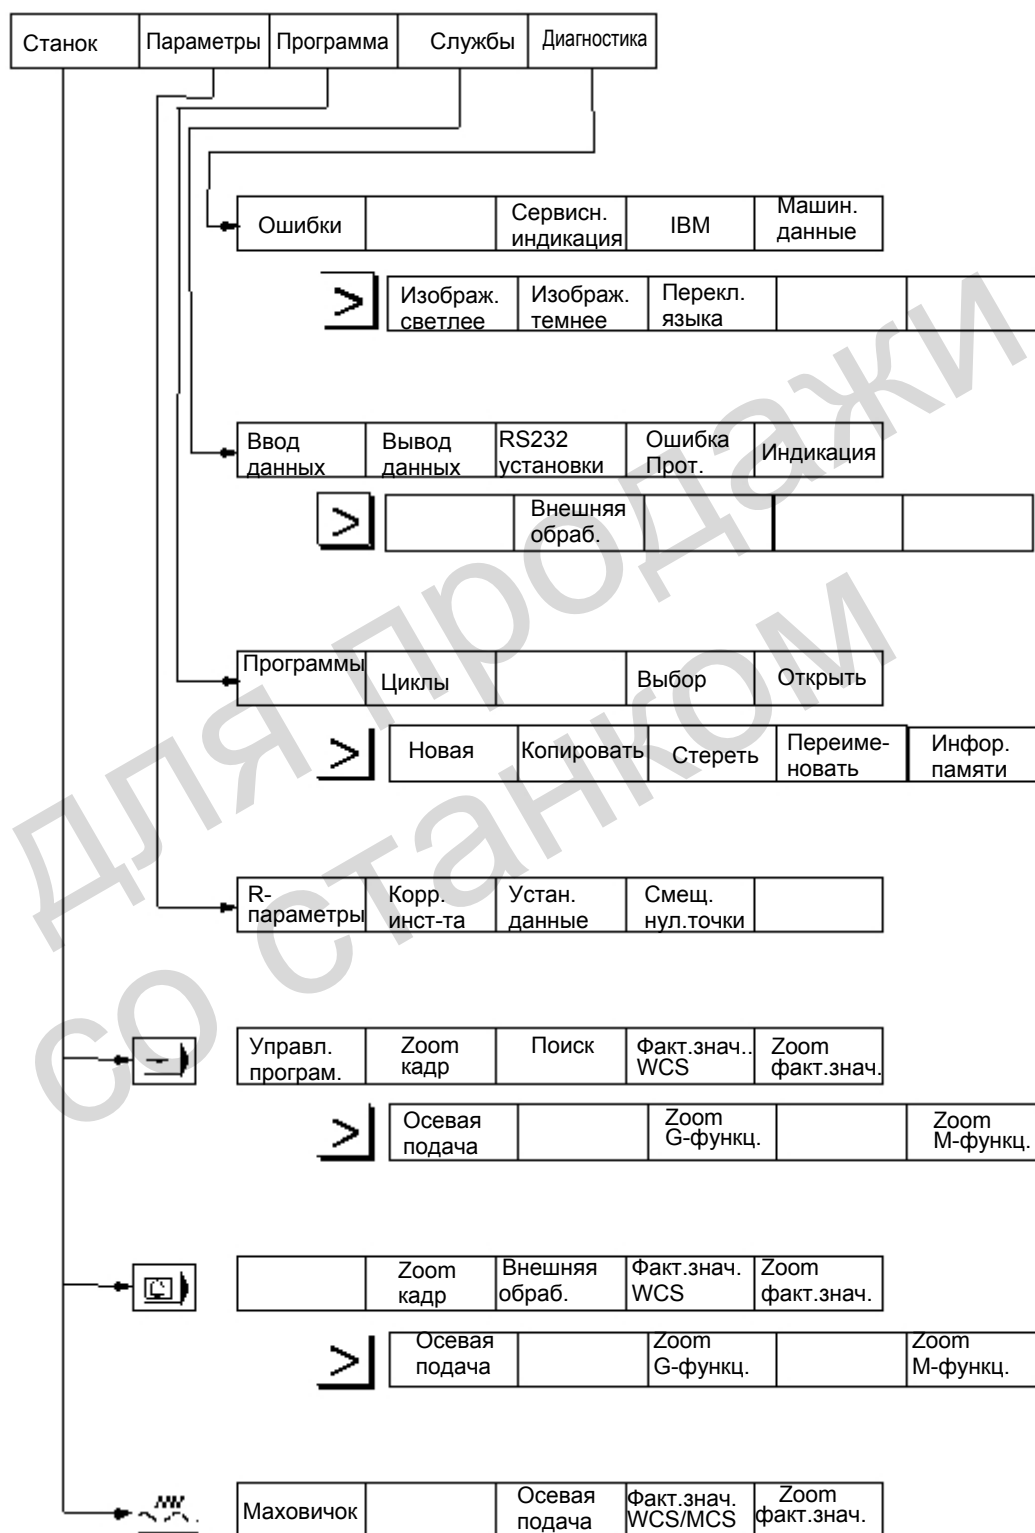 Станок Параметры Программа Службы Диагностика
Ошибки Сервисн. IBM Машин.
индикация данные
> Изображ. Изображ. Перекл.
светлее темнее языка
Ввод Вывод RS232 Ошибка Индикация
данных данных установки Прот.
> Внешняя
обраб.
Программы Циклы Выбор Открыть
> Новая Копировать Стереть Переиме- Инфор.
новать памяти
R- Корр. Устан. Смещ.
параметры инст-та данные нул.точки
Управл. Zoom Поиск Факт.знач.. Zoom
програм. кадр WCS факт.знач.
> Осевая Zoom Zoom
подача G-функц. M-функц.
Zoom Внешняя Факт.знач. Zoom
кадр обраб. WCS факт.знач.
> Осевая Zoom Zoom
подача G-функц. M-функц.
Маховичок Осевая Факт.знач. Zoom
подача WCS/MCS факт.знач.
для продажи
со станком